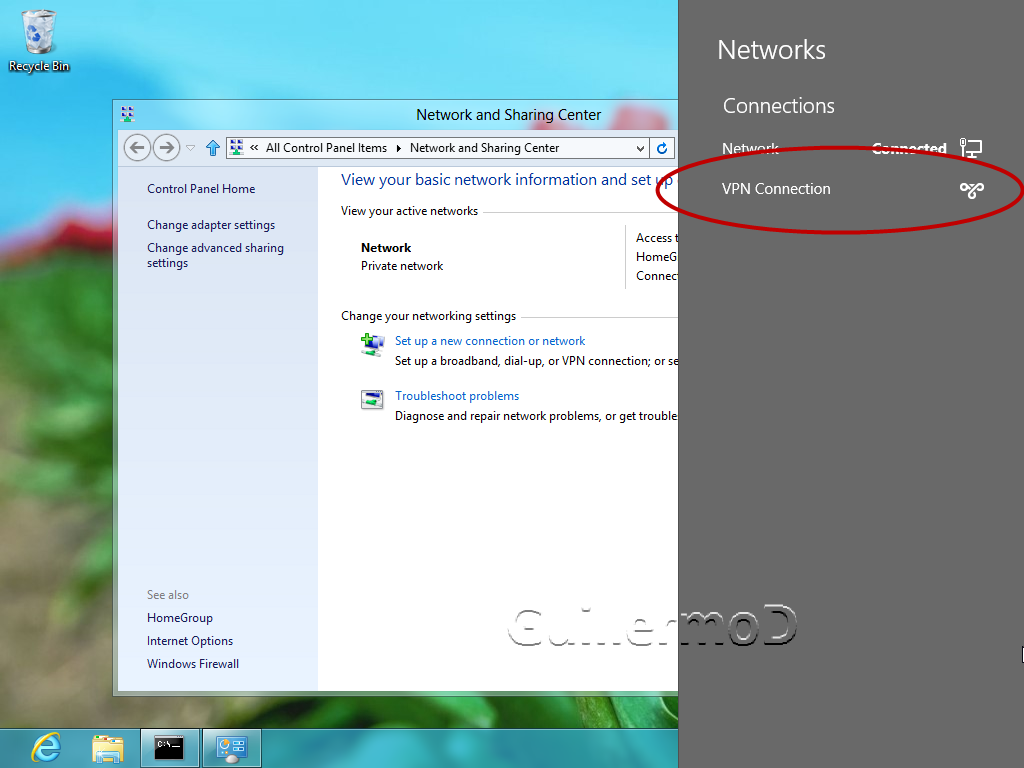 Recycle Bin
Network and Sharing Center
« All Control Panel Items Network and Sharing Center
Control Panel Home
Change adapter settings
Change advanced sharing
settings
See also
HomeGroup
Internet Options
Windows Firewall
View your basic network information and set up
View your active networks
Network
Private network
Access t
HomeG
Connec
Change your networking settings
Set up a new connection or network
Set up a broadband, dial-up, or VPN connection; or se
Troubleshoot problems
Diagnose and repair network problems, or get trouble
Networks
Connections
Network Connected
VPN Connection
GuillermoD
C:\_